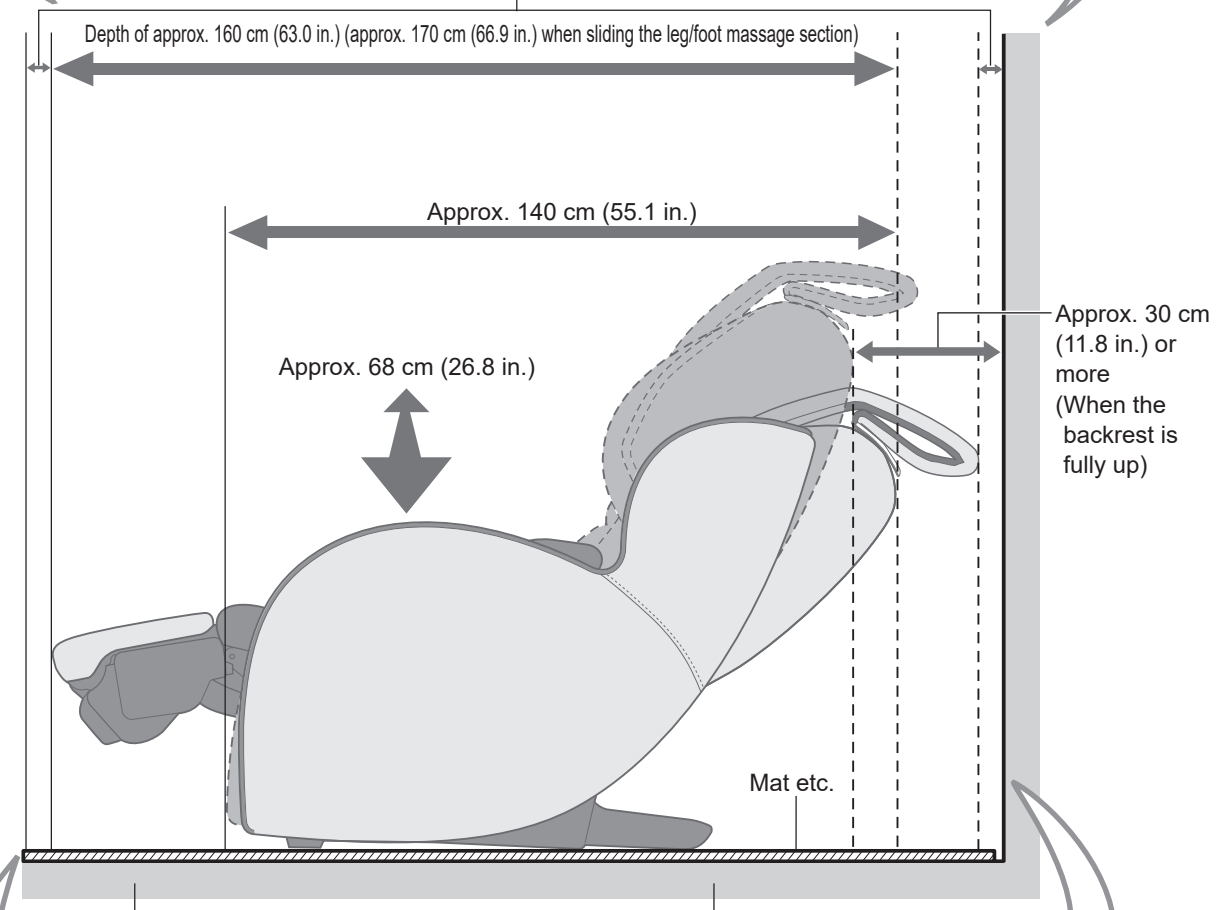 Depth of approx. 160 cm (63.0 in.) (approx. 170 cm (66.9 in.) when sliding the leg/foot massage section)
Approx. 140 cm (55.1 in.)
Approx. 30 cm
(11.8 in.) or
more
(When the
backrest is
fully up)
Approx. 68 cm (26.8 in.)
Mat etc.